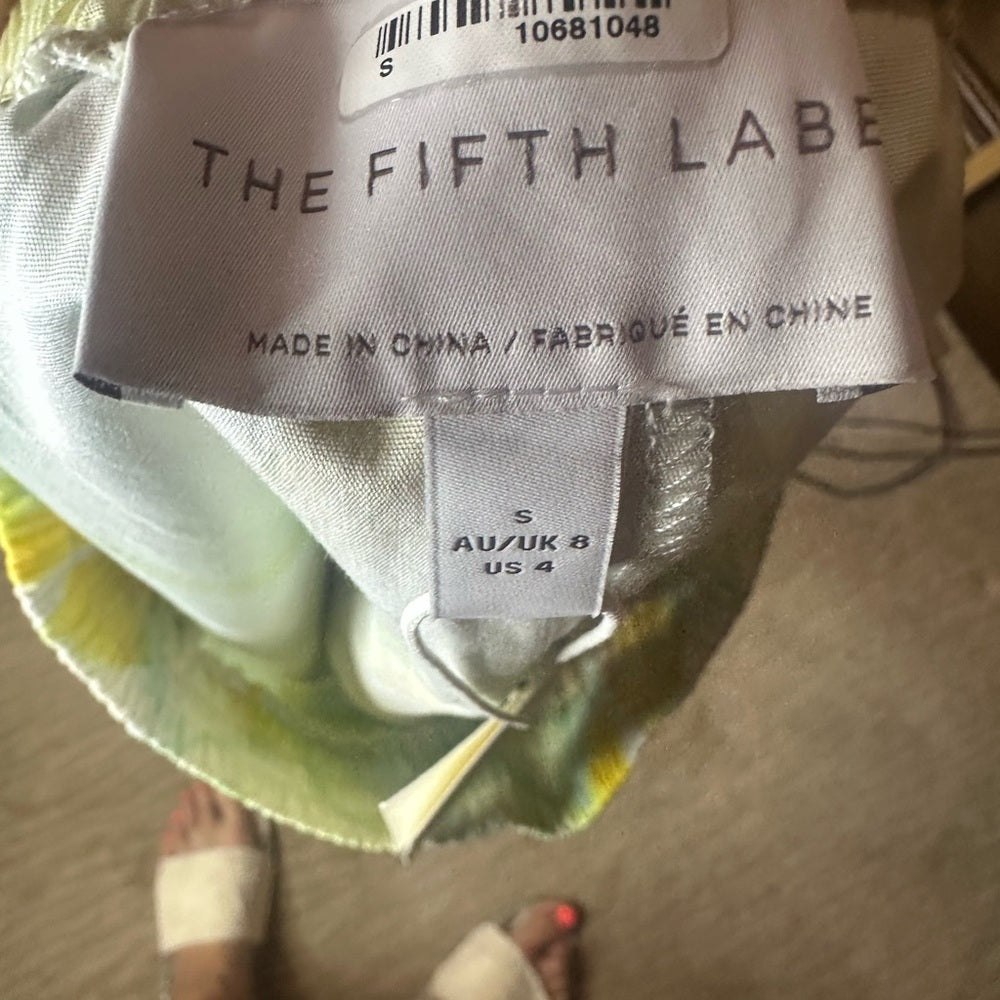 S
10681048
THE FIFTH LABE
MADE IN CHINA / FABRIQUÉ EN CHINE
S
AU/UK 8
US 4